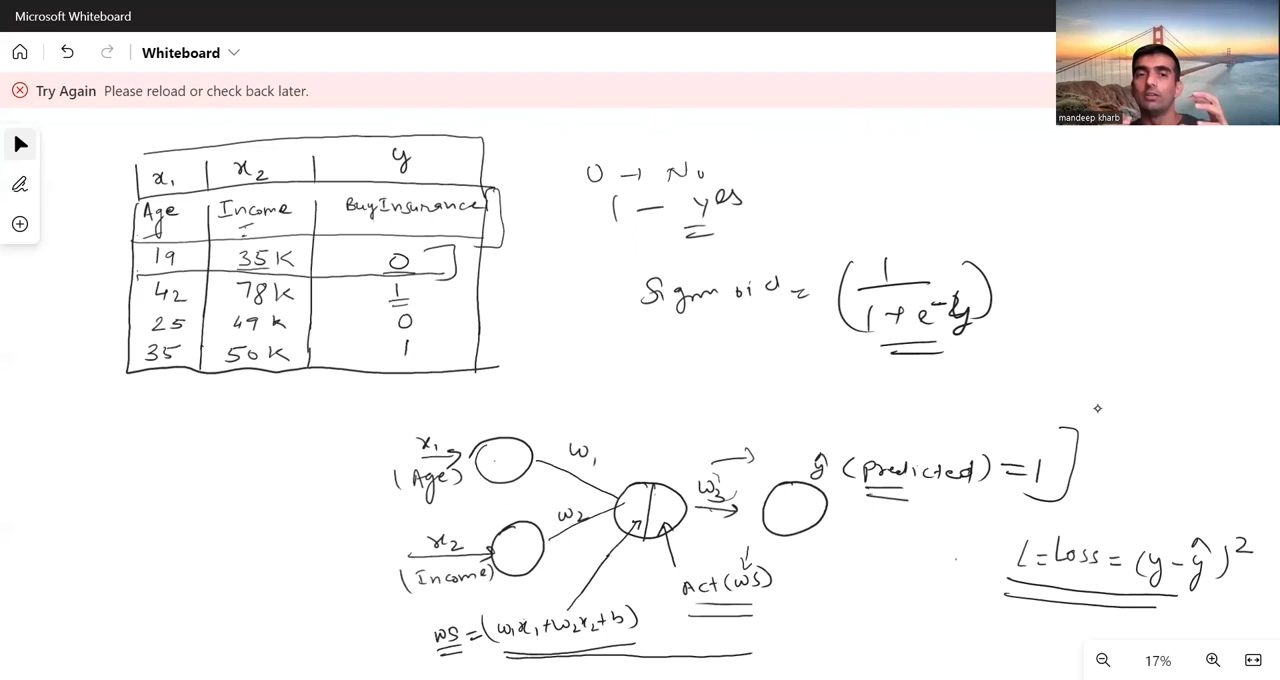 Microsoft Whiteboard
Whiteboard
Try Again Please reload or check back later.
mandeep kharb
x₁ x₂ y
Age Income BuyInsurance
19 35K 0
42 78K 1
25 49K 0
35 50K 1
0 → No
1 — Yes
Sigmoid = (1 / 1 + e^-y)
x₁
(Age)
w₁
x₂
(Income)
w₂
w₃
ŷ (predicted) = 1
Act(WS)
WS = (w₁x₁+w₂x₂+b)
L = Loss = (y - ŷ)²
17%